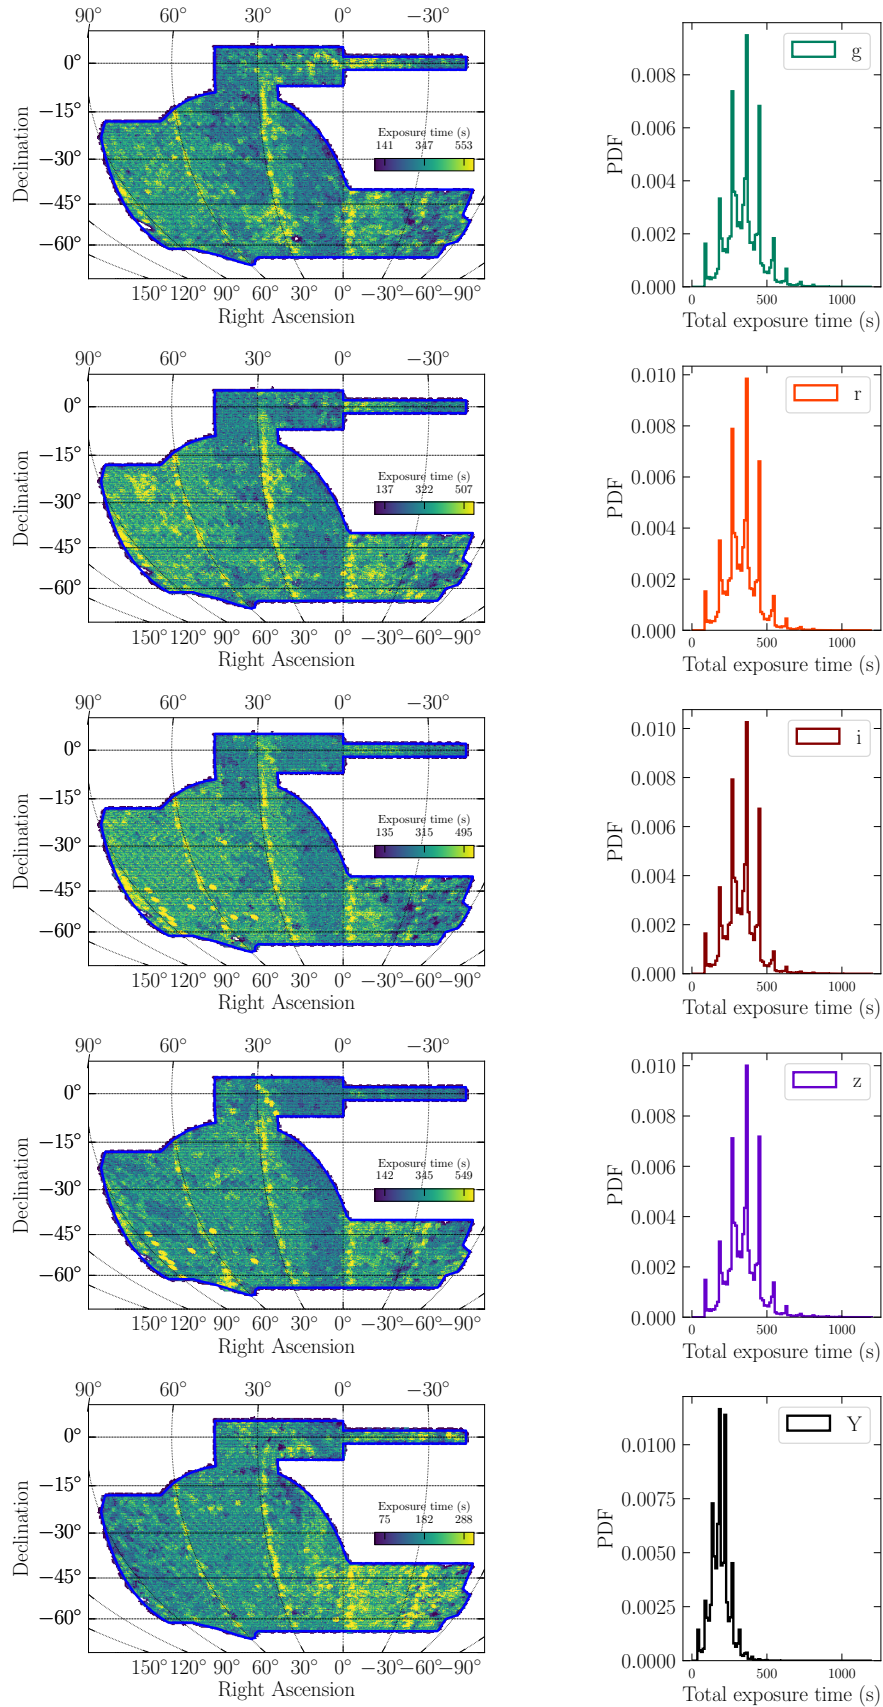 90° 60° 30° 0° −30°
0°
−15°
−30°
−45°
−60°
Declination
Exposure time (s)
141 347 553
150° 120° 90° 60° 30° 0° −30° −60° −90°
Right Ascension
g
PDF
0.008
0.006
0.004
0.002
0.000
0 500 1000
Total exposure time (s)
90° 60° 30° 0° −30°
0°
−15°
−30°
−45°
−60°
Declination
Exposure time (s)
137 322 507
150° 120° 90° 60° 30° 0° −30° −60° −90°
Right Ascension
r
PDF
0.010
0.008
0.006
0.004
0.002
0.000
0 500 1000
Total exposure time (s)
90° 60° 30° 0° −30°
0°
−15°
−30°
−45°
−60°
Declination
Exposure time (s)
135 315 495
150° 120° 90° 60° 30° 0° −30° −60° −90°
Right Ascension
i
PDF
0.010
0.008
0.006
0.004
0.002
0.000
0 500 1000
Total exposure time (s)
90° 60° 30° 0° −30°
0°
−15°
−30°
−45°
−60°
Declination
Exposure time (s)
142 345 549
150° 120° 90° 60° 30° 0° −30° −60° −90°
Right Ascension
z
PDF
0.010
0.008
0.006
0.004
0.002
0.000
0 500 1000
Total exposure time (s)
90° 60° 30° 0° −30°
0°
−15°
−30°
−45°
−60°
Declination
Exposure time (s)
75 182 288
150° 120° 90° 60° 30° 0° −30° −60° −90°
Right Ascension
Y
PDF
0.0100
0.0075
0.0050
0.0025
0.0000
0 500 1000
Total exposure time (s)